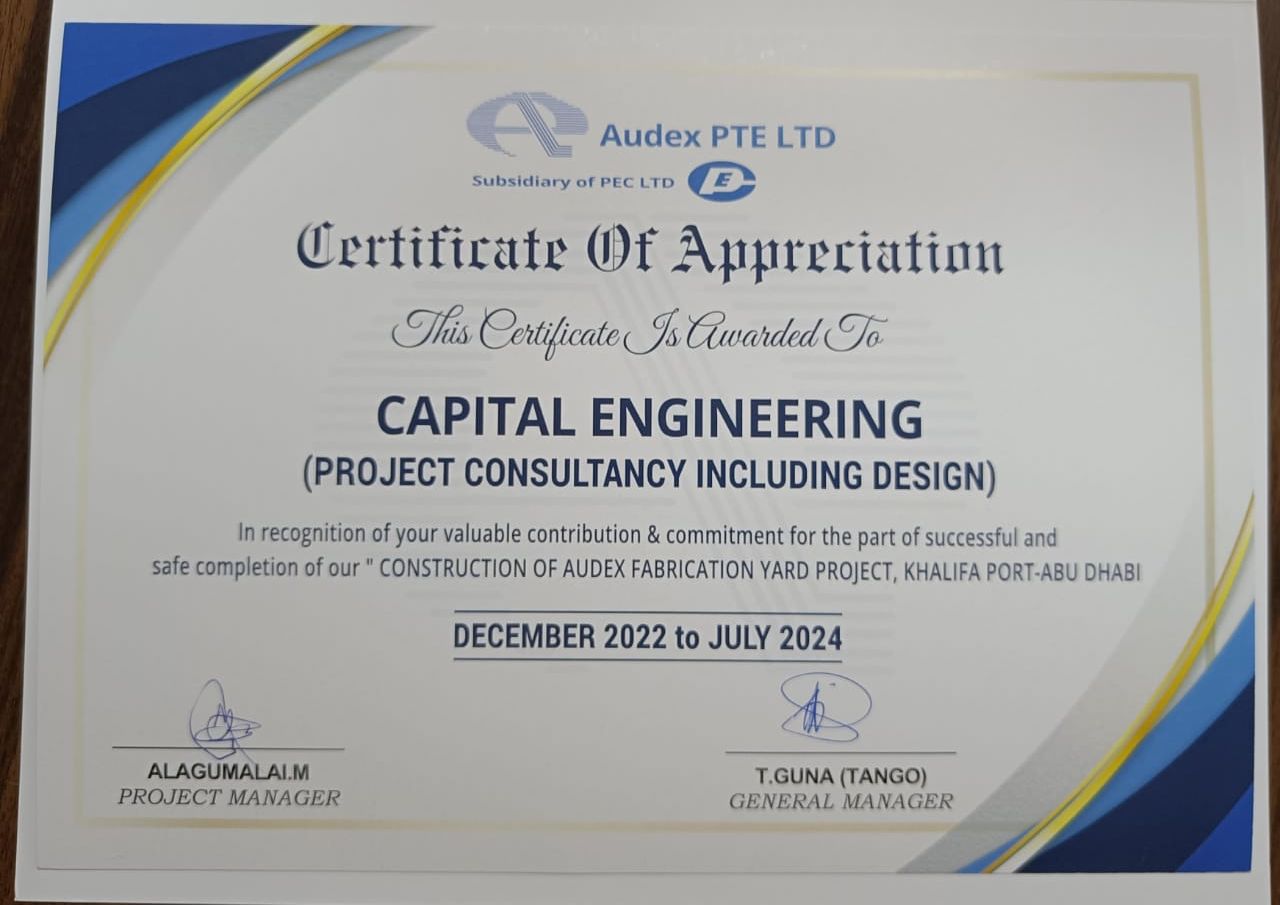 Audex PTE LTD
Subsidiary of PEC LTD PEC
Certificate Of Appreciation
This Certificate Is Awarded To
CAPITAL ENGINEERING
(PROJECT CONSULTANCY INCLUDING DESIGN)
In recognition of your valuable contribution & commitment for the part of successful and
safe completion of our " CONSTRUCTION OF AUDEX FABRICATION YARD PROJECT, KHALIFA PORT-ABU DHABI
DECEMBER 2022 to JULY 2024
ALAGUMALAI.M
PROJECT MANAGER
T.GUNA (TANGO)
GENERAL MANAGER